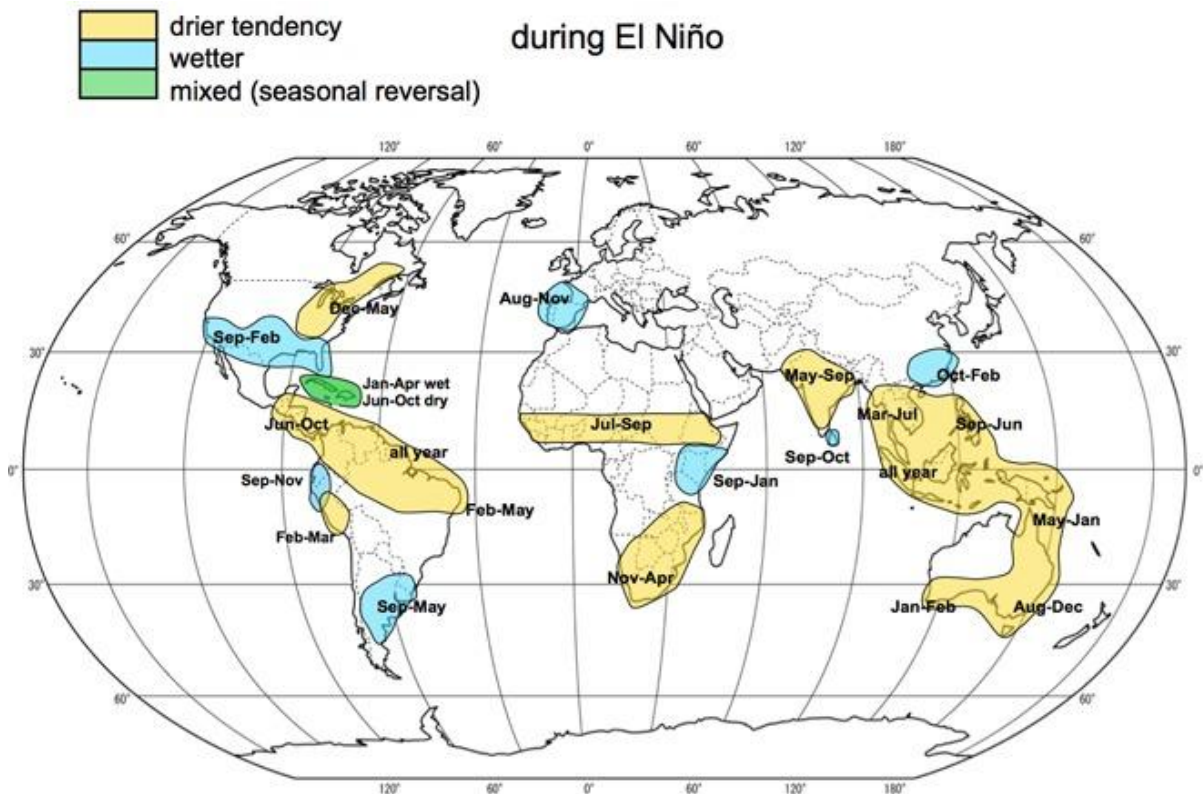 drier tendency
wetter
mixed (seasonal reversal)
during El Niño
120° 60° 0° 60° 120° 180°
60° 60°
Aug-Nov
Dec-May
Sep-Feb
30° 30°
May-Sep
Oct-Feb
Jan-Apr wet
Jun-Oct dry
Mar-Jul
Jun-Oct
Jul-Sep
Sep-Jun
all year
Sep-Oct
0° 0°
all year
Sep-Nov
Sep-Jan
Feb-May
May-Jan
Feb-Mar
Nov-Apr
30° 30°
Sep-May
Jan-Feb
Aug-Dec
60° 60°
120° 60° 0° 60° 120° 180°